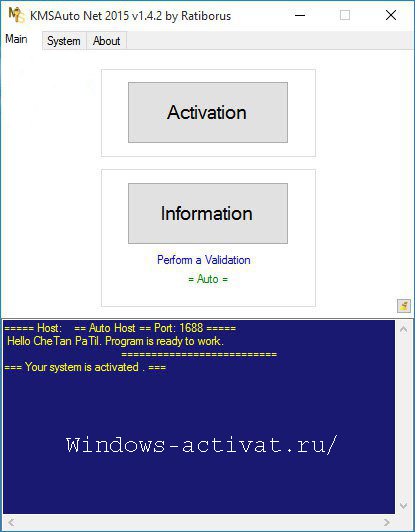 KMSAuto Net 2015 v1.4.2 by Ratiborus
Main System About
Activation
Information
Perform a Validation
= Auto =
===== Host: == Auto Host == Port: 1688 =====
Hello CheTan PaTil. Program is ready to work.
==========================
=== Your system is activated . ===
Windows-activat.ru/